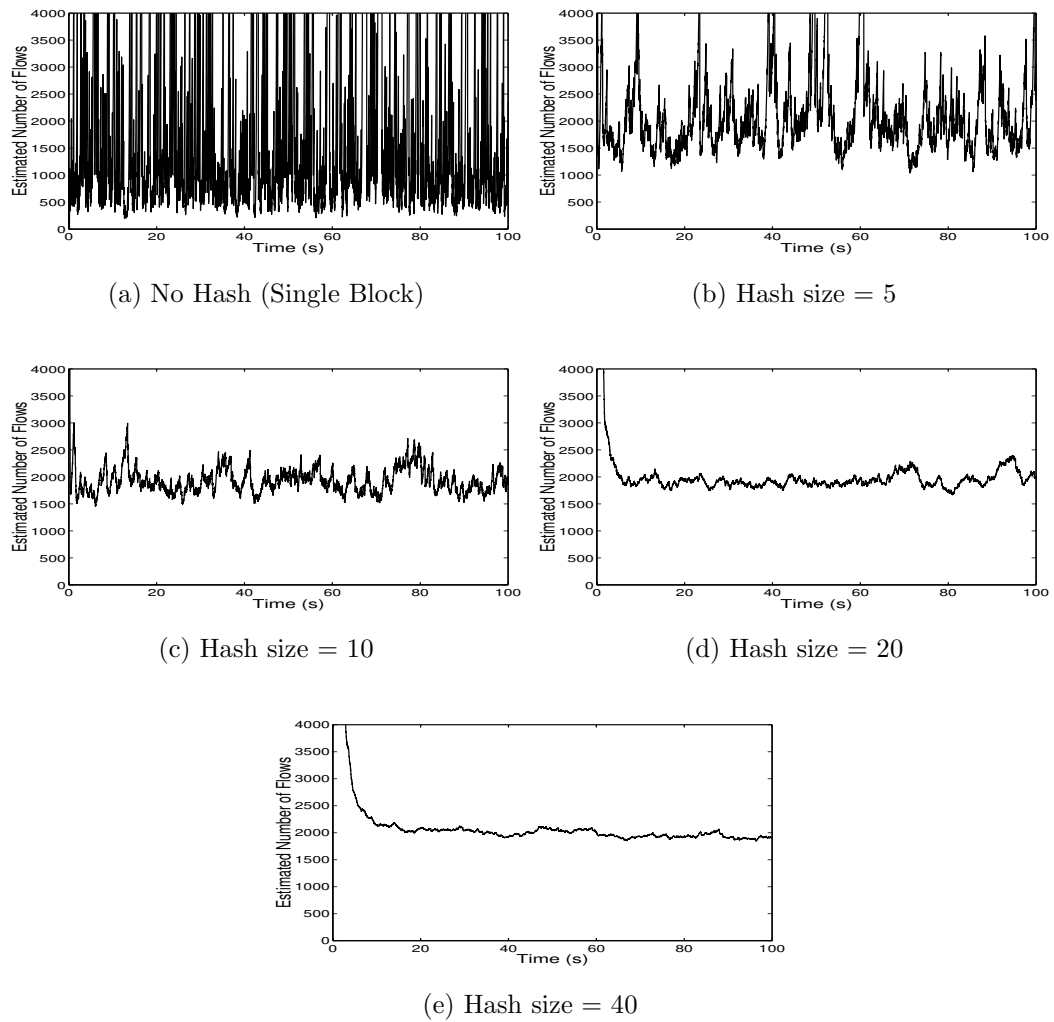 4000
3500
3000
2500
2000
1500
1000
500
0
Estimated Number of Flows
0 20 40 60 80 100
Time (s)
(a) No Hash (Single Block)
4000
3500
3000
2500
2000
1500
1000
500
0
Estimated Number of Flows
0 20 40 60 80 100
Time (s)
(b) Hash size = 5
4000
3500
3000
2500
2000
1500
1000
500
0
Estimated Number of Flows
0 20 40 60 80 100
Time (s)
(c) Hash size = 10
4000
3500
3000
2500
2000
1500
1000
500
0
Estimated Number of Flows
0 20 40 60 80 100
Time (s)
(d) Hash size = 20
4000
3500
3000
2500
2000
1500
1000
500
0
Estimated Number of Flows
0 20 40 60 80 100
Time (s)
(e) Hash size = 40